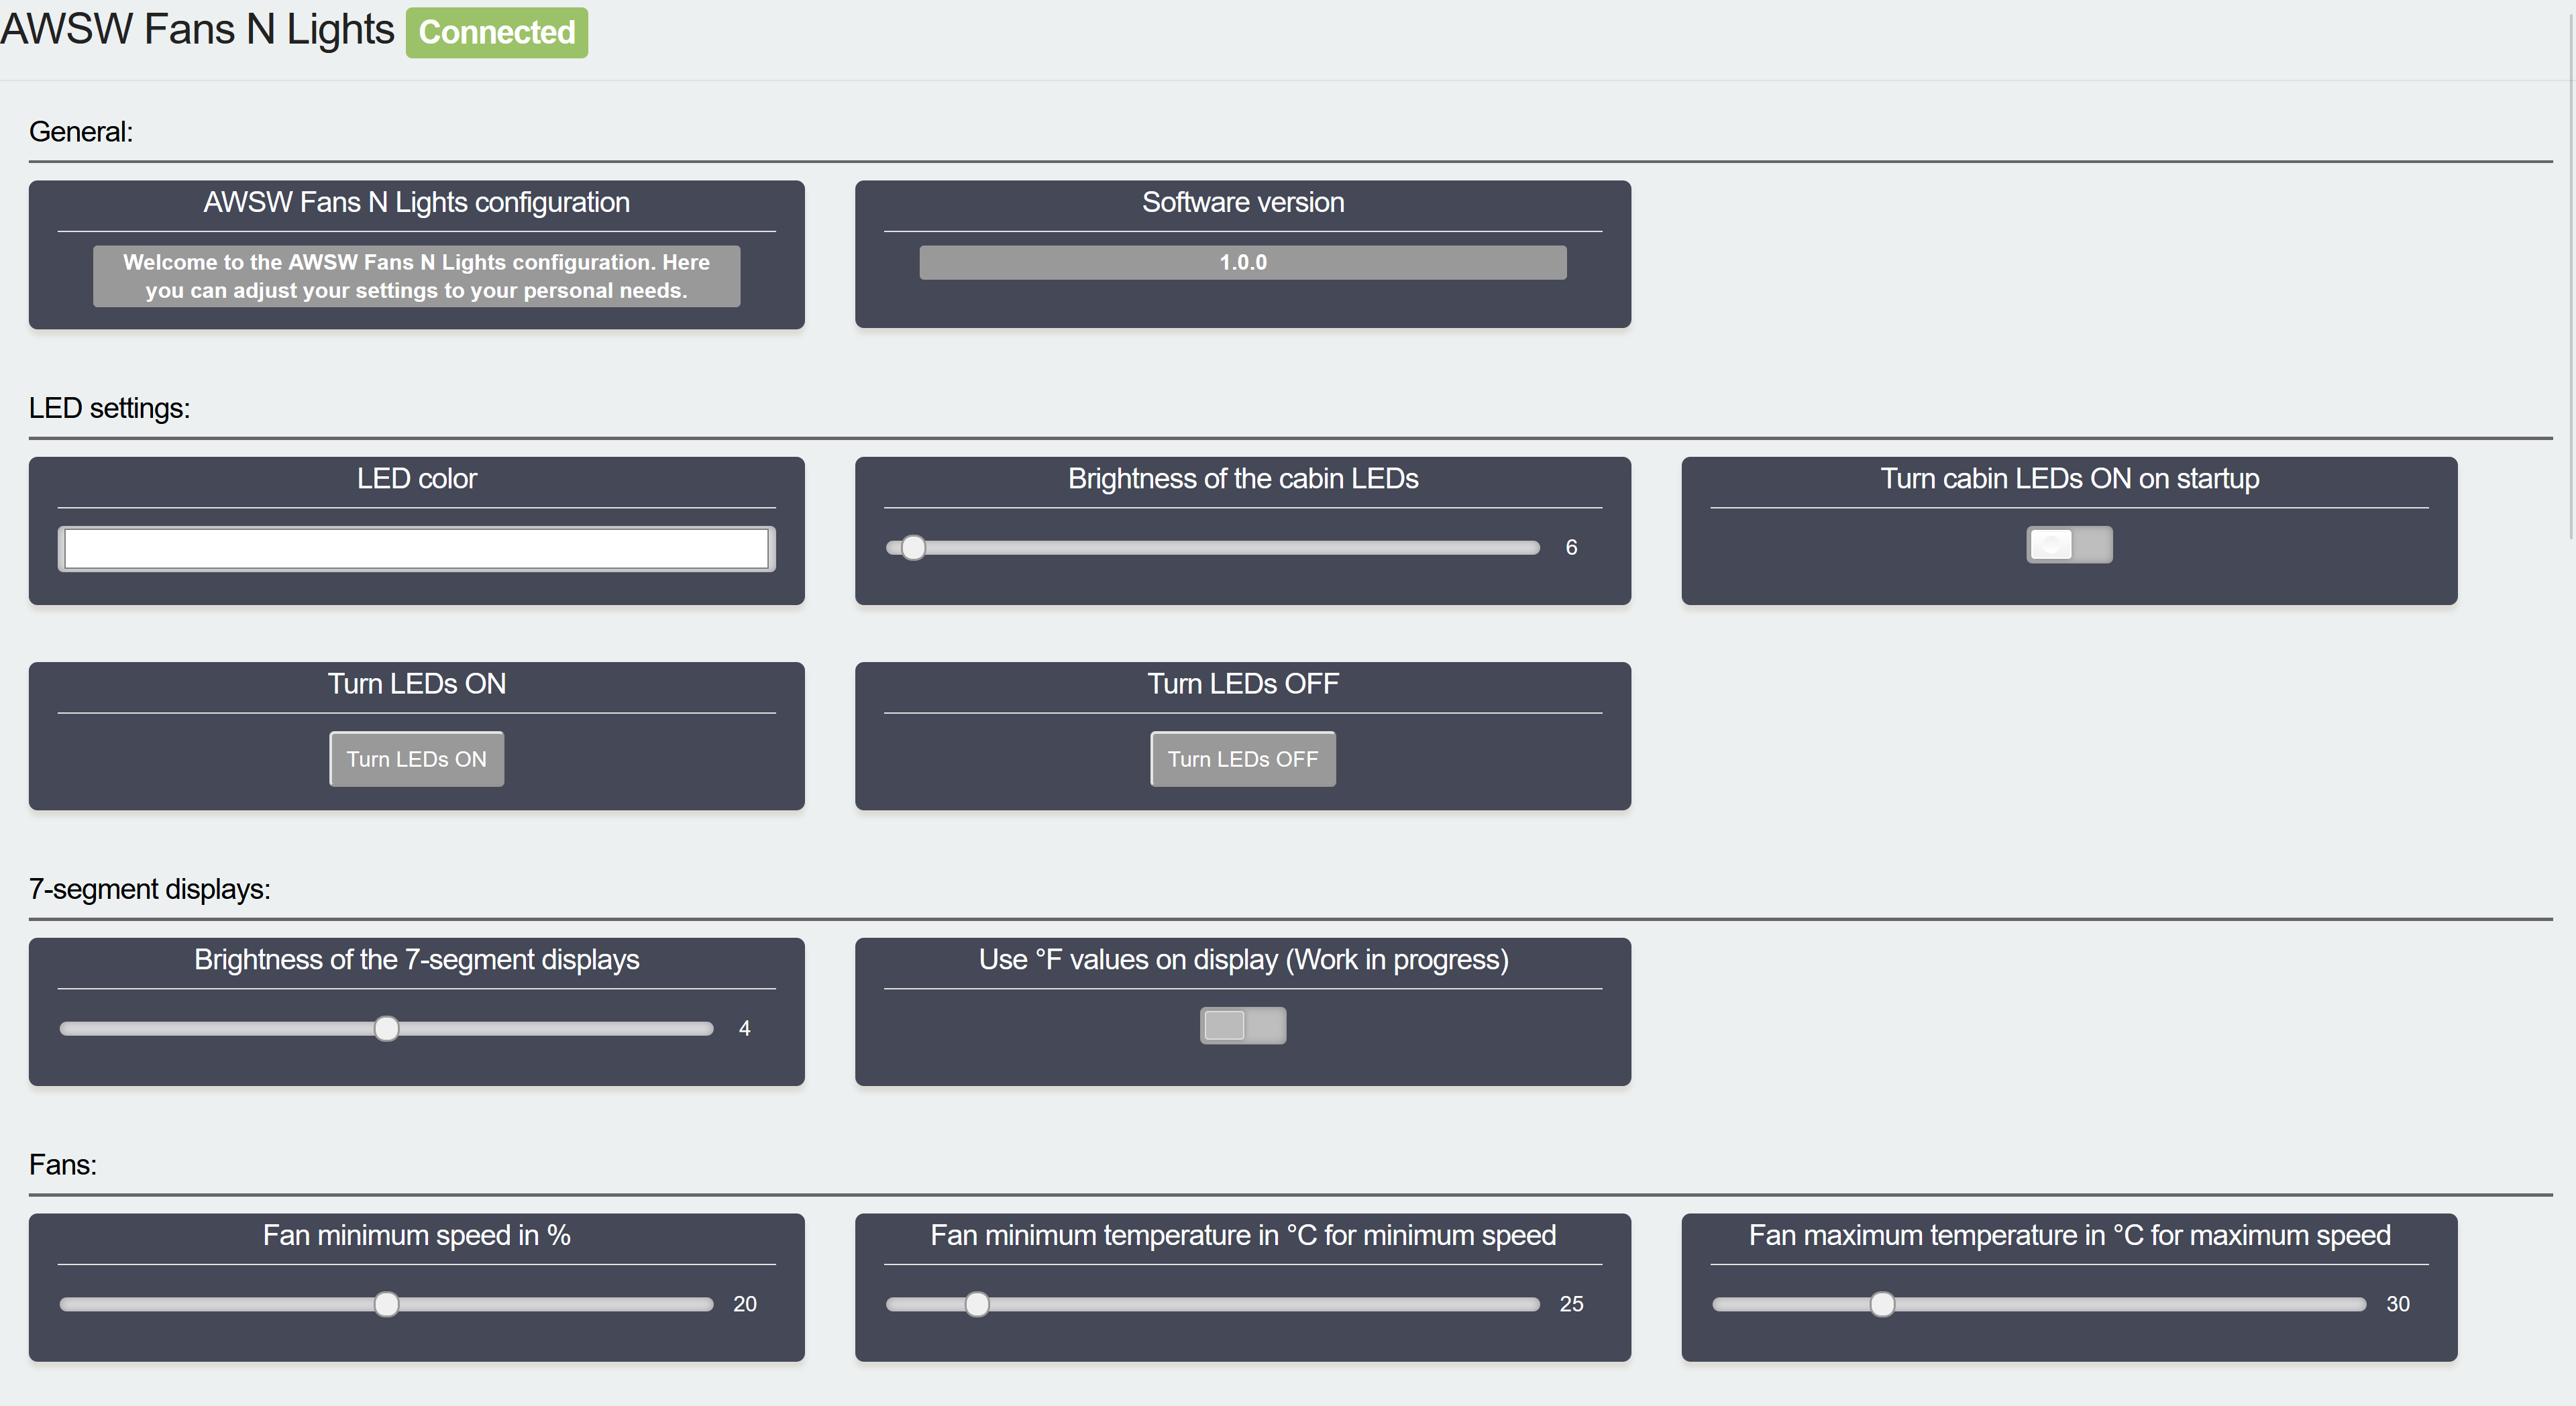 AWSW Fans N Lights Connected
General:
AWSW Fans N Lights configuration
Welcome to the AWSW Fans N Lights configuration. Here
you can adjust your settings to your personal needs.
Software version
1.0.0
LED settings:
LED color
Brightness of the cabin LEDs
6
Turn cabin LEDs ON on startup
Turn LEDs ON
Turn LEDs ON
Turn LEDs OFF
Turn LEDs OFF
7-segment displays:
Brightness of the 7-segment displays
4
Use °F values on display (Work in progress)
Fans:
Fan minimum speed in %
20
Fan minimum temperature in °C for minimum speed
25
Fan maximum temperature in °C for maximum speed
30